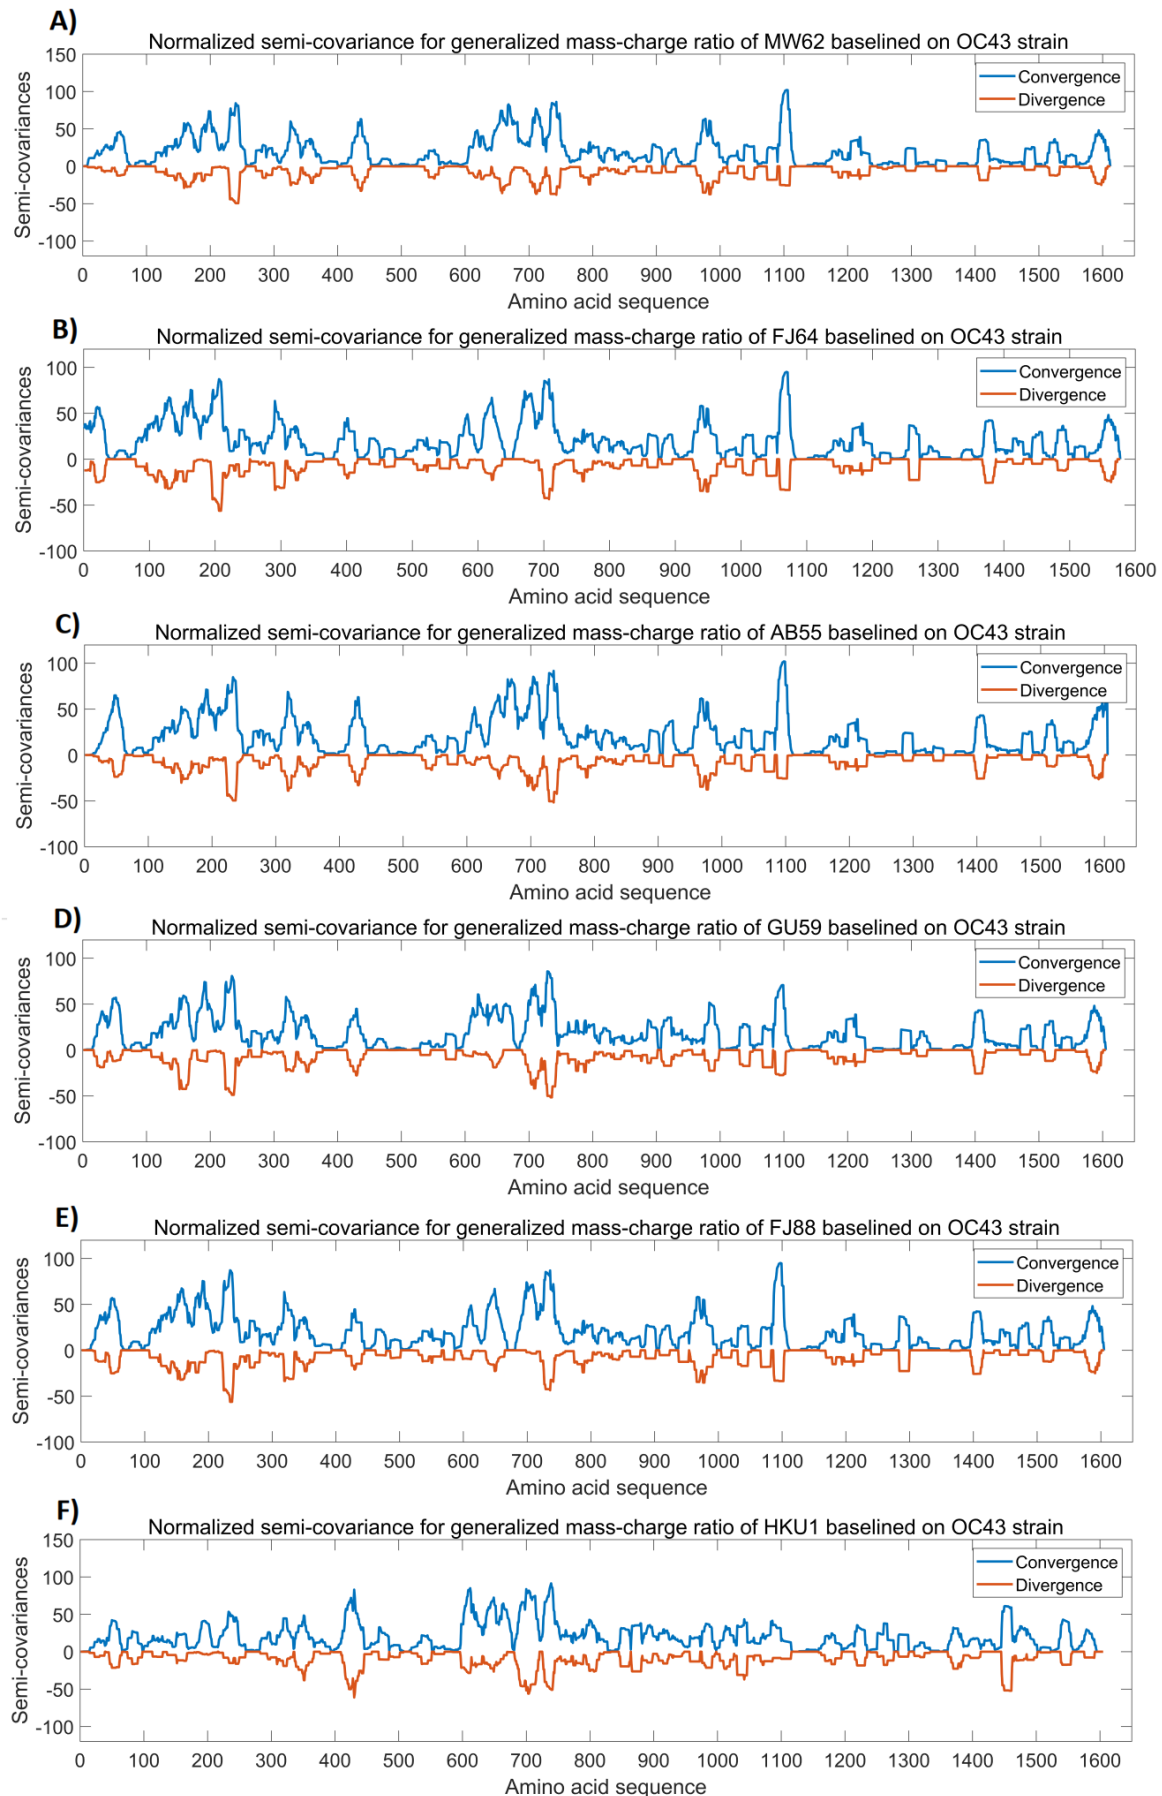 A)
Normalized semi-covariance for generalized mass-charge ratio of MW62 baselined on OC43 strain
150
100
50
0
-50
-100
Semi-covariances
Convergence
Divergence
0 100 200 300 400 500 600 700 800 900 1000 1100 1200 1300 1400 1500 1600
Amino acid sequence
B)
Normalized semi-covariance for generalized mass-charge ratio of FJ64 baselined on OC43 strain
100
50
0
-50
-100
Semi-covariances
Convergence
Divergence
0 100 200 300 400 500 600 700 800 900 1000 1100 1200 1300 1400 1500 1600
Amino acid sequence
C)
Normalized semi-covariance for generalized mass-charge ratio of AB55 baselined on OC43 strain
100
50
0
-50
-100
Semi-covariances
Convergence
Divergence
0 100 200 300 400 500 600 700 800 900 1000 1100 1200 1300 1400 1500 1600
Amino acid sequence
D)
Normalized semi-covariance for generalized mass-charge ratio of GU59 baselined on OC43 strain
100
50
0
-50
-100
Semi-covariances
Convergence
Divergence
0 100 200 300 400 500 600 700 800 900 1000 1100 1200 1300 1400 1500 1600
Amino acid sequence
E)
Normalized semi-covariance for generalized mass-charge ratio of FJ88 baselined on OC43 strain
100
50
0
-50
-100
Semi-covariances
Convergence
Divergence
0 100 200 300 400 500 600 700 800 900 1000 1100 1200 1300 1400 1500 1600
Amino acid sequence
F)
Normalized semi-covariance for generalized mass-charge ratio of HKU1 baselined on OC43 strain
150
100
50
0
-50
-100
Semi-covariances
Convergence
Divergence
0 100 200 300 400 500 600 700 800 900 1000 1100 1200 1300 1400 1500 1600
Amino acid sequence